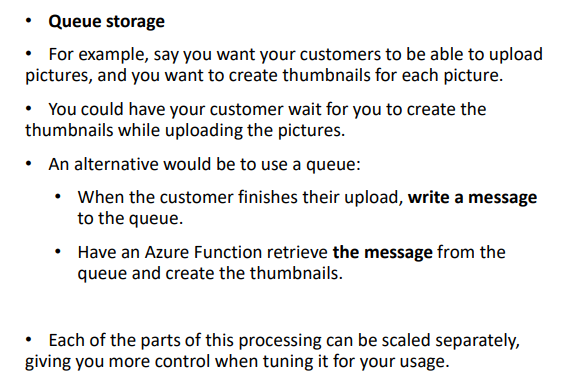 • Queue storage
• For example, say you want your customers to be able to upload
pictures, and you want to create thumbnails for each picture.
• You could have your customer wait for you to create the
thumbnails while uploading the pictures.
• An alternative would be to use a queue:
• When the customer finishes their upload, write a message
to the queue.
• Have an Azure Function retrieve the message from the
queue and create the thumbnails.
• Each of the parts of this processing can be scaled separately,
giving you more control when tuning it for your usage.